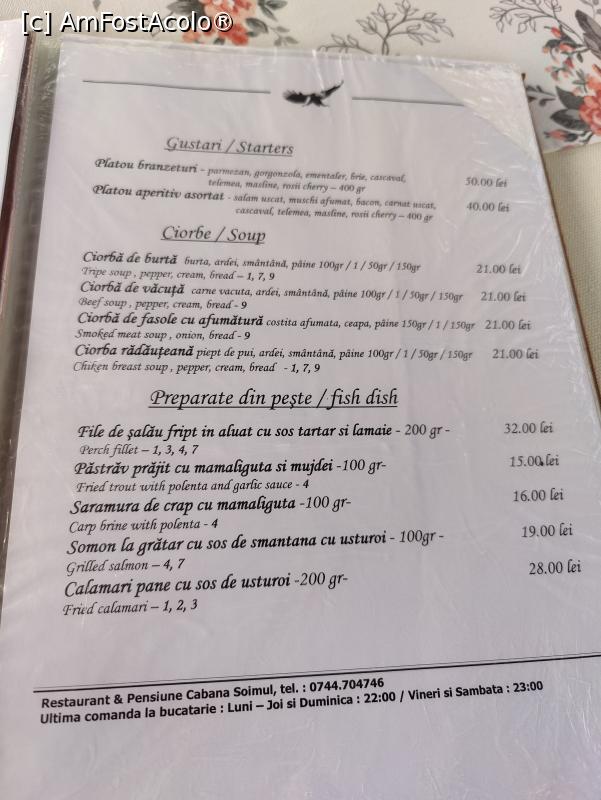 [c] AmFostAcolo®
Gustari / Starters
Platou branzeturi - parmezan, gorgonzola, ementaler, brie, cascaval,
telemea, masline, rosii cherry – 400 gr 50.00 lei
Platou aperitiv asortat - salam uscat, muschi afumat, bacon, carnat uscat,
cascaval, telemea, masline, rosii cherry – 400 gr 40.00 lei
Ciorbe / Soup
Ciorbă de burtă burta, ardei, smântână, pâine 100gr / 1 / 50gr / 150gr 21.00 lei
Tripe soup , pepper, cream, bread – 1, 7, 9
Ciorbă de văcuță carne vacuta, ardei, smântână, pâine 100gr / 1 / 50gr / 150gr 21.00 lei
Beef soup , pepper, cream, bread - 9
Ciorbă de fasole cu afumătură costita afumata, ceapa, pâine 150gr / 1 / 150gr 21.00 lei
Smoked meat soup , onion, bread - 9
Ciorba rădăuțeană piept de pui, ardei, smântână, pâine 100gr / 1 / 50gr / 150gr 21.00 lei
Chiken breast soup , pepper, cream, bread - 1, 7, 9
Preparate din pește / fish dish
File de şalău fript in aluat cu sos tartar si lamaie - 200 gr - 32.00 lei
Perch fillet – 1, 3, 4, 7
Păstrăv prăjit cu mamaliguta si mujdei -100 gr- 15.00 lei
Fried trout with polenta and garlic sauce - 4
Saramura de crap cu mamaliguta -100 gr- 16.00 lei
Carp brine with polenta - 4
Somon la grătar cu sos de smantana cu usturoi - 100gr - 19.00 lei
Grilled salmon – 4, 7
Calamari pane cu sos de usturoi -200 gr- 28.00 lei
Fried calamari – 1, 2, 3
Restaurant & Pensiune Cabana Soimul, tel. : 0744.704746
Ultima comanda la bucatarie : Luni – Joi si Duminica : 22:00 / Vineri si Sambata : 23:00